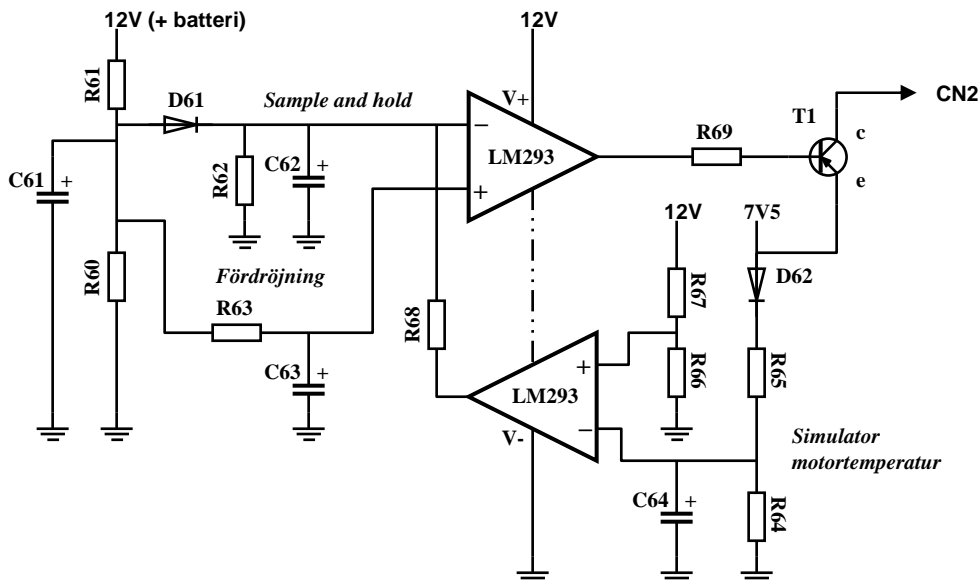 12V (+ batteri)
12V
R61
D61
Sample and hold
V+
T1
CN2
LM293
R69
c
C61 +
R62
C62 +
e
12V
7V5
R60
Fördröjning
R67
D62
R63
R68
C63 +
LM293
R66
R65
V-
Simulator
motortemperatur
C64 +
R64